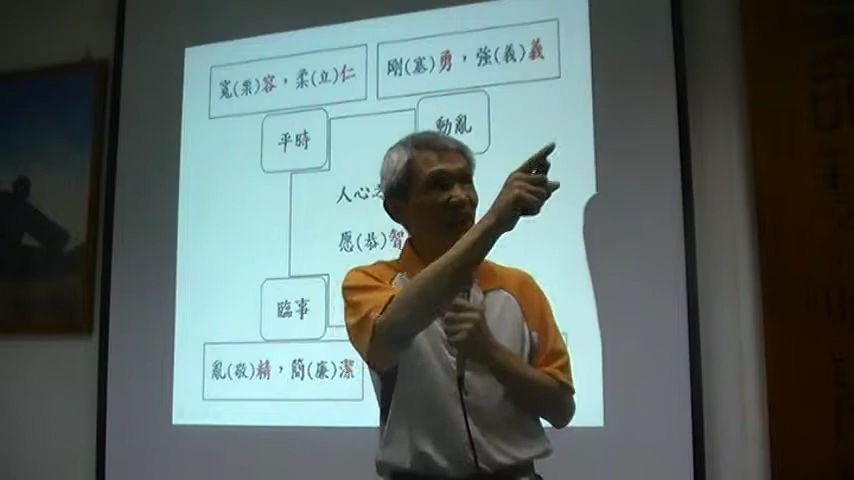 寬(栗)容，柔(立)仁
剛(塞)勇，強(義)義
平時
動亂
人心
愿(恭)智
臨事
亂(敬)精，簡(廉)潔